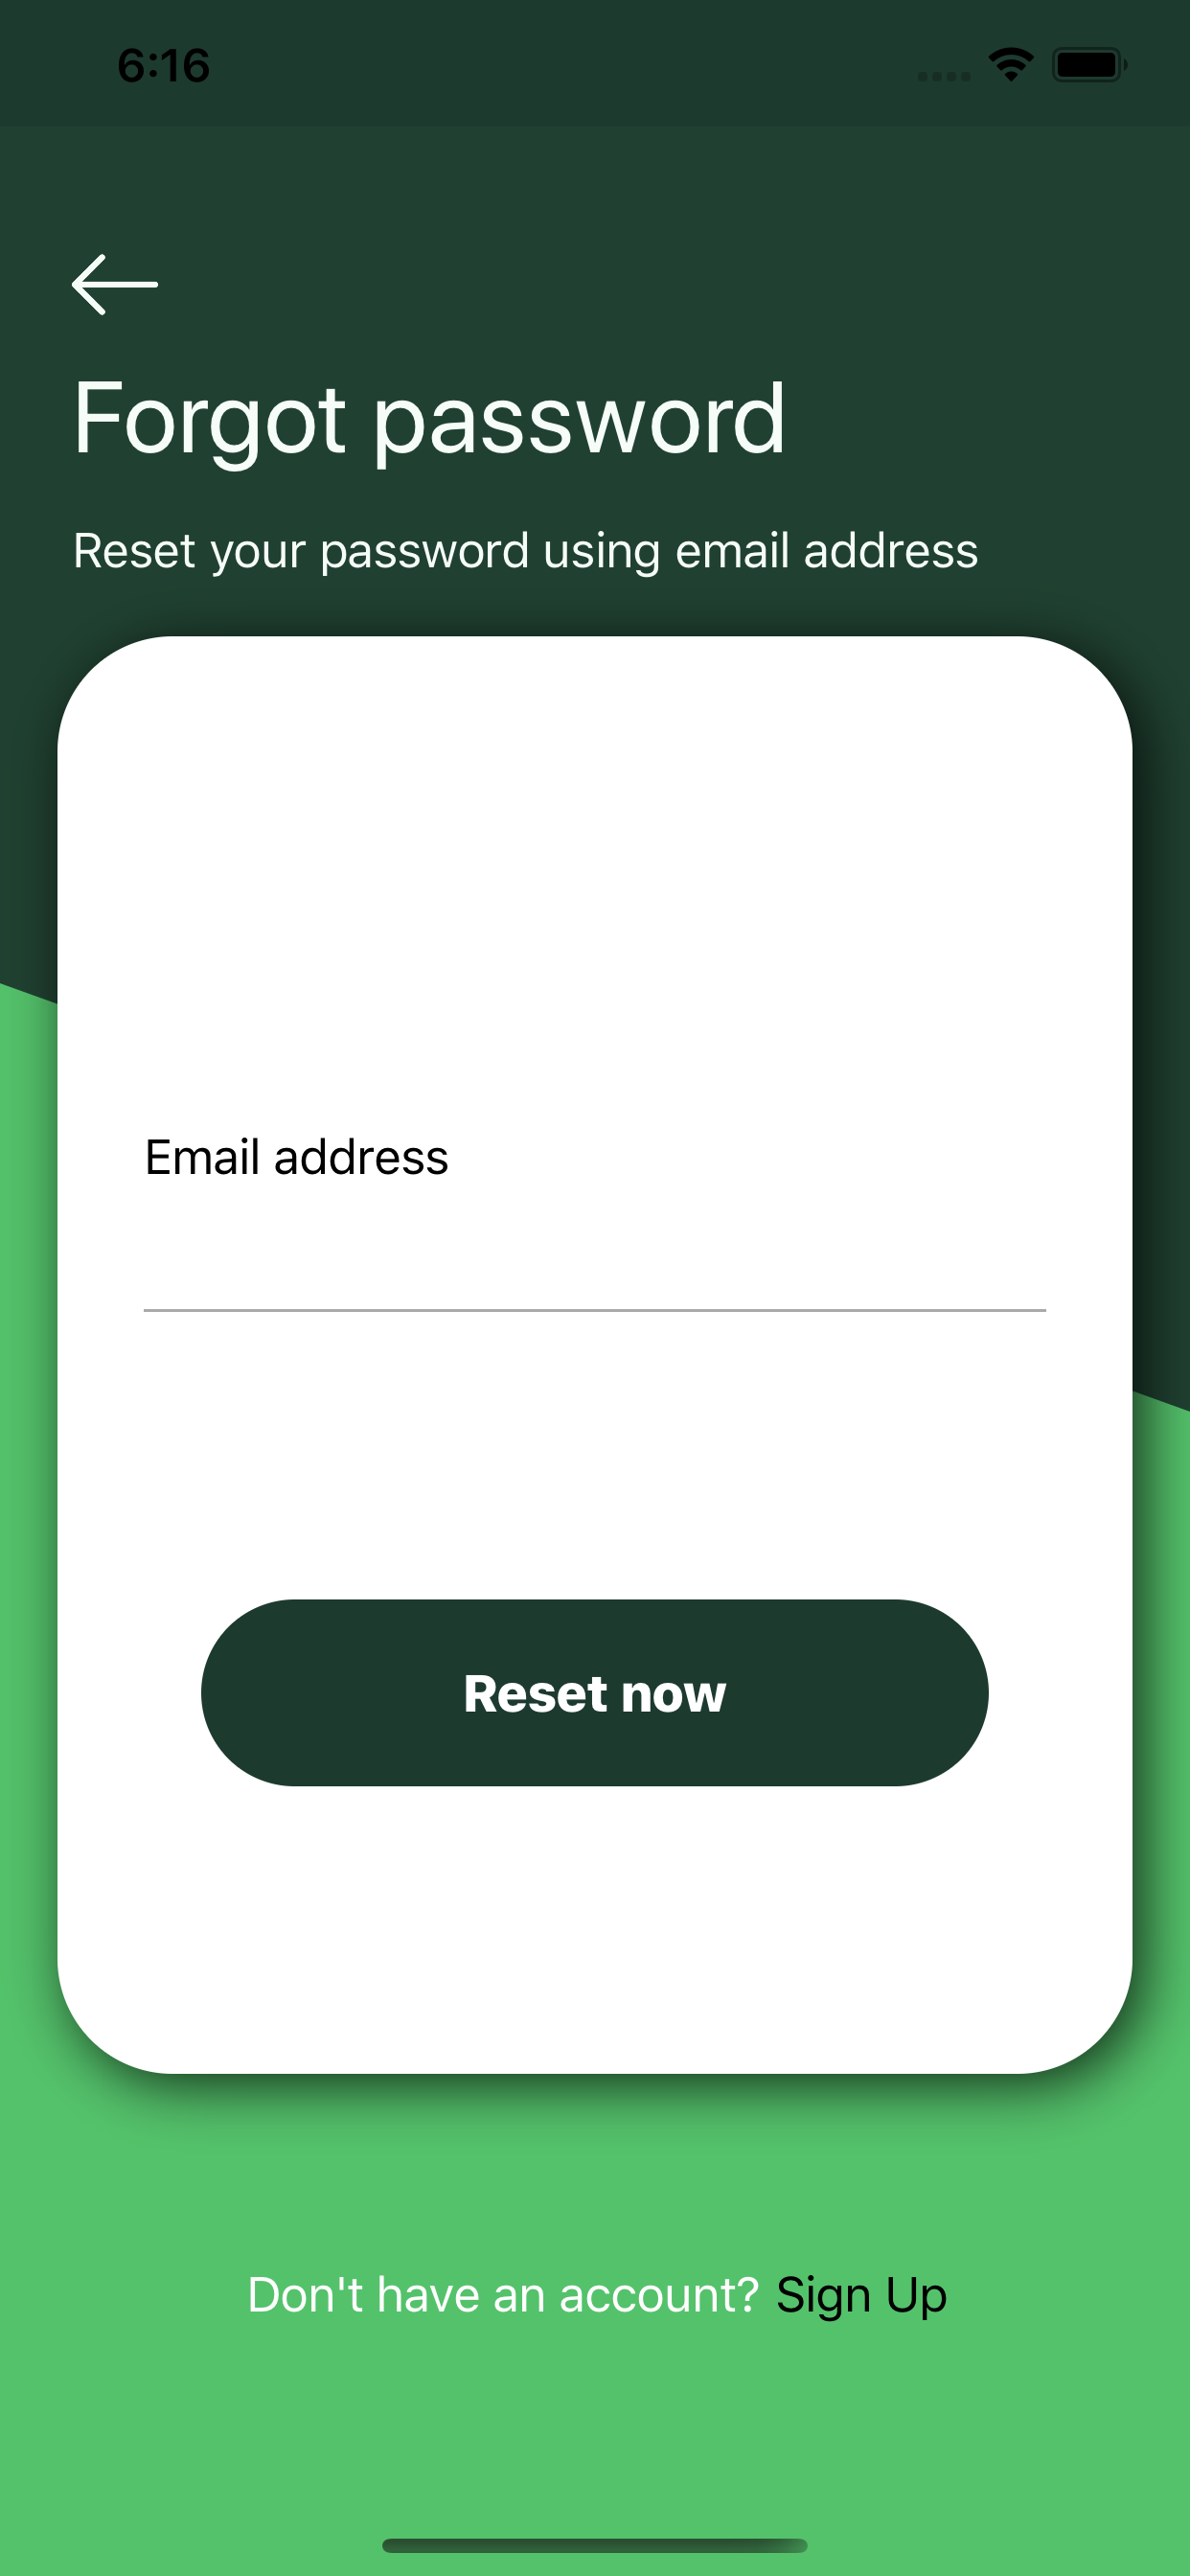 6:16
Forgot password
Reset your password using email address
Email address
Reset now
Don't have an account? Sign Up